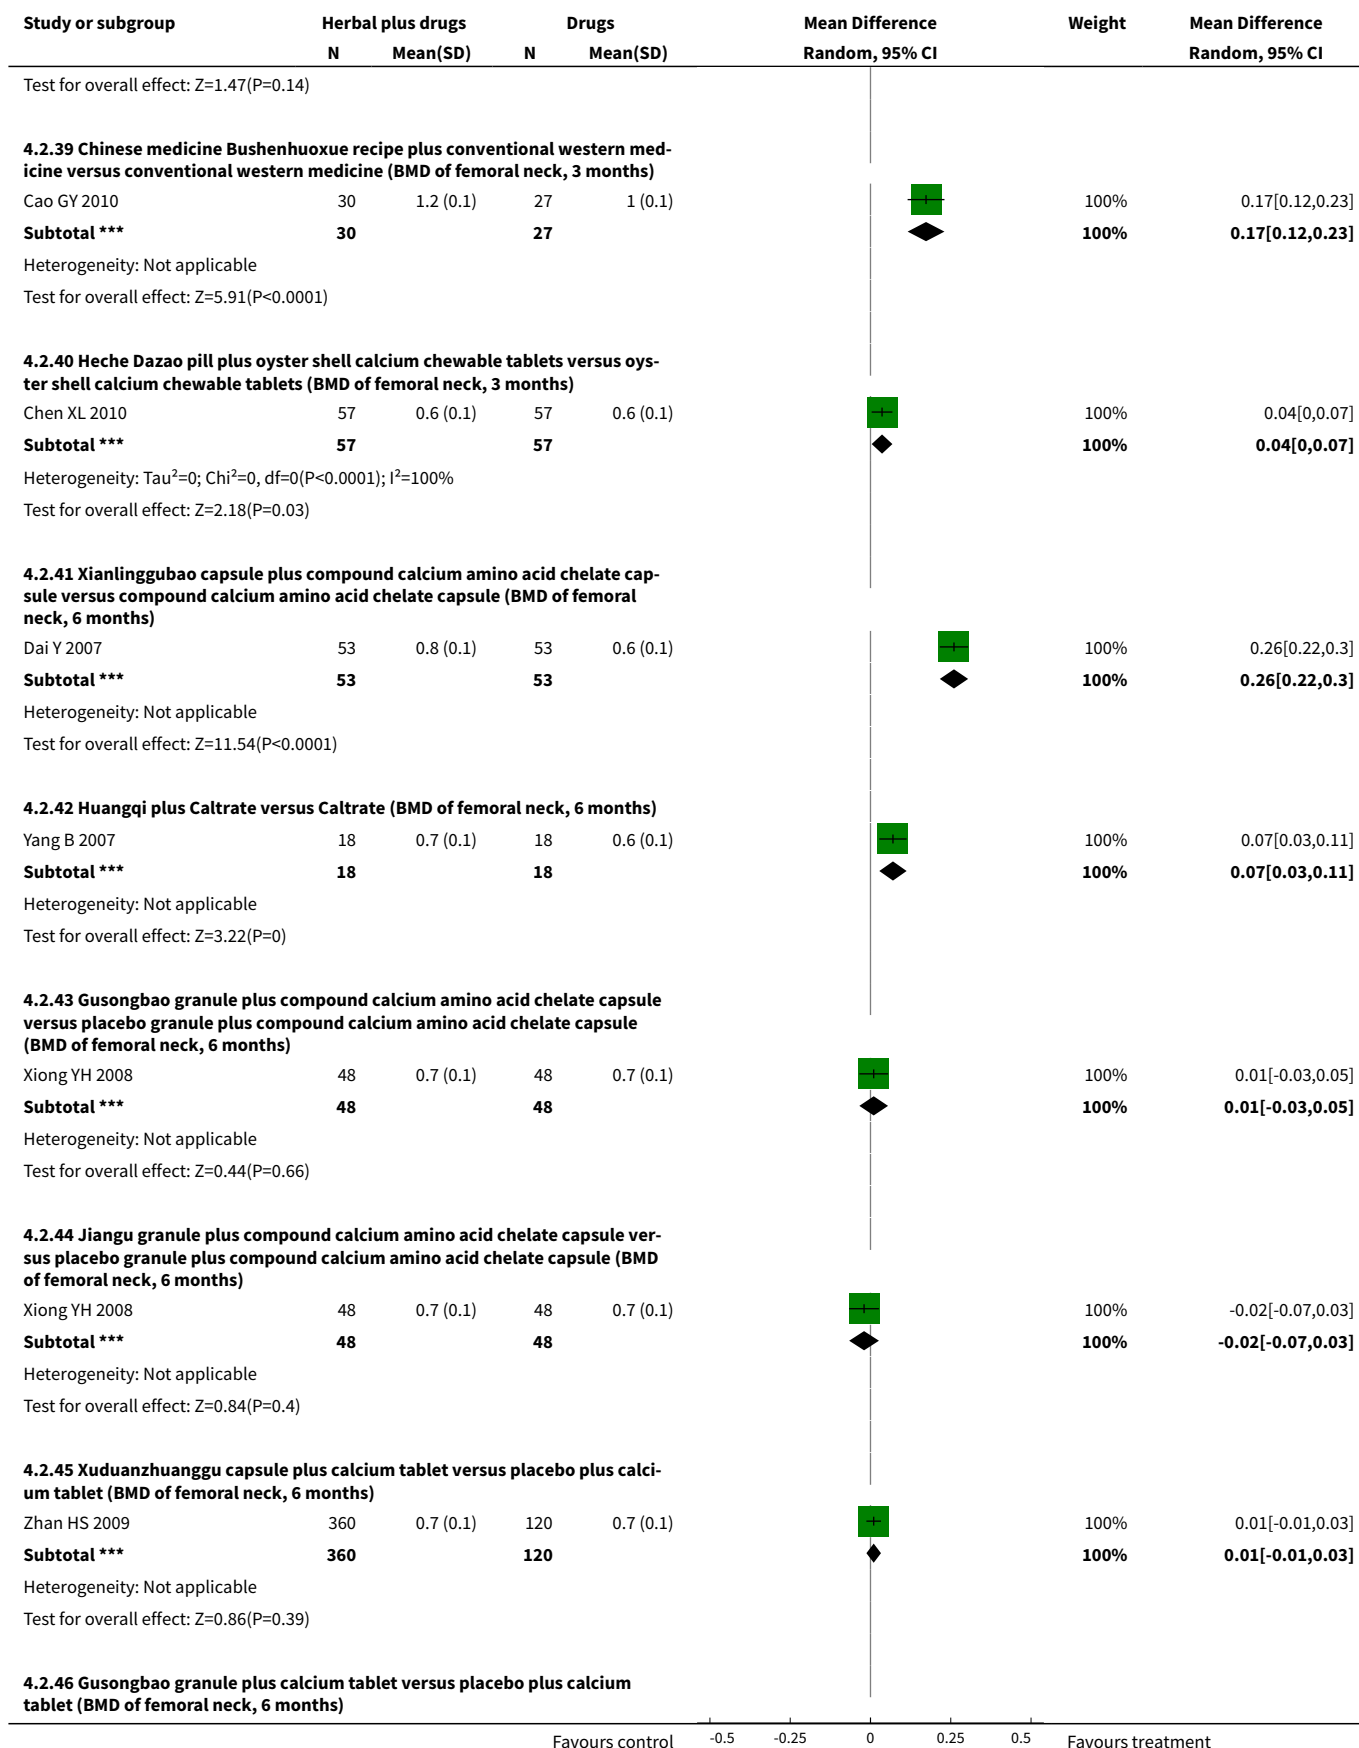 Study or subgroup Herbal plus drugs Drugs Mean Difference Weight Mean Difference
N Mean(SD) N Mean(SD) Random, 95% CI Random, 95% CI
Test for overall effect: Z=1.47(P=0.14)
4.2.39 Chinese medicine Bushenhuoxue recipe plus conventional western med-
icine versus conventional western medicine (BMD of femoral neck, 3 months)
Cao GY 2010 30 1.2 (0.1) 27 1 (0.1) 100% 0.17[0.12,0.23]
Subtotal *** 30 27 100% 0.17[0.12,0.23]
Heterogeneity: Not applicable
Test for overall effect: Z=5.91(P<0.0001)
4.2.40 Heche Dazao pill plus oyster shell calcium chewable tablets versus oys-
ter shell calcium chewable tablets (BMD of femoral neck, 3 months)
Chen XL 2010 57 0.6 (0.1) 57 0.6 (0.1) 100% 0.04[0,0.07]
Subtotal *** 57 57 100% 0.04[0,0.07]
Heterogeneity: Tau²=0; Chi²=0, df=0(P<0.0001); I²=100%
Test for overall effect: Z=2.18(P=0.03)
4.2.41 Xianlinggubao capsule plus compound calcium amino acid chelate cap-
sule versus compound calcium amino acid chelate capsule (BMD of femoral
neck, 6 months)
Dai Y 2007 53 0.8 (0.1) 53 0.6 (0.1) 100% 0.26[0.22,0.3]
Subtotal *** 53 53 100% 0.26[0.22,0.3]
Heterogeneity: Not applicable
Test for overall effect: Z=11.54(P<0.0001)
4.2.42 Huangqi plus Caltrate versus Caltrate (BMD of femoral neck, 6 months)
Yang B 2007 18 0.7 (0.1) 18 0.6 (0.1) 100% 0.07[0.03,0.11]
Subtotal *** 18 18 100% 0.07[0.03,0.11]
Heterogeneity: Not applicable
Test for overall effect: Z=3.22(P=0)
4.2.43 Gusongbao granule plus compound calcium amino acid chelate capsule
versus placebo granule plus compound calcium amino acid chelate capsule
(BMD of femoral neck, 6 months)
Xiong YH 2008 48 0.7 (0.1) 48 0.7 (0.1) 100% 0.01[-0.03,0.05]
Subtotal *** 48 48 100% 0.01[-0.03,0.05]
Heterogeneity: Not applicable
Test for overall effect: Z=0.44(P=0.66)
4.2.44 Jiangu granule plus compound calcium amino acid chelate capsule ver-
sus placebo granule plus compound calcium amino acid chelate capsule (BMD
of femoral neck, 6 months)
Xiong YH 2008 48 0.7 (0.1) 48 0.7 (0.1) 100% -0.02[-0.07,0.03]
Subtotal *** 48 48 100% -0.02[-0.07,0.03]
Heterogeneity: Not applicable
Test for overall effect: Z=0.84(P=0.4)
4.2.45 Xuduanzhuanggu capsule plus calcium tablet versus placebo plus calci-
um tablet (BMD of femoral neck, 6 months)
Zhan HS 2009 360 0.7 (0.1) 120 0.7 (0.1) 100% 0.01[-0.01,0.03]
Subtotal *** 360 120 100% 0.01[-0.01,0.03]
Heterogeneity: Not applicable
Test for overall effect: Z=0.86(P=0.39)
4.2.46 Gusongbao granule plus calcium tablet versus placebo plus calcium
tablet (BMD of femoral neck, 6 months)
Favours control -0.5 -0.25 0 0.25 0.5 Favours treatment